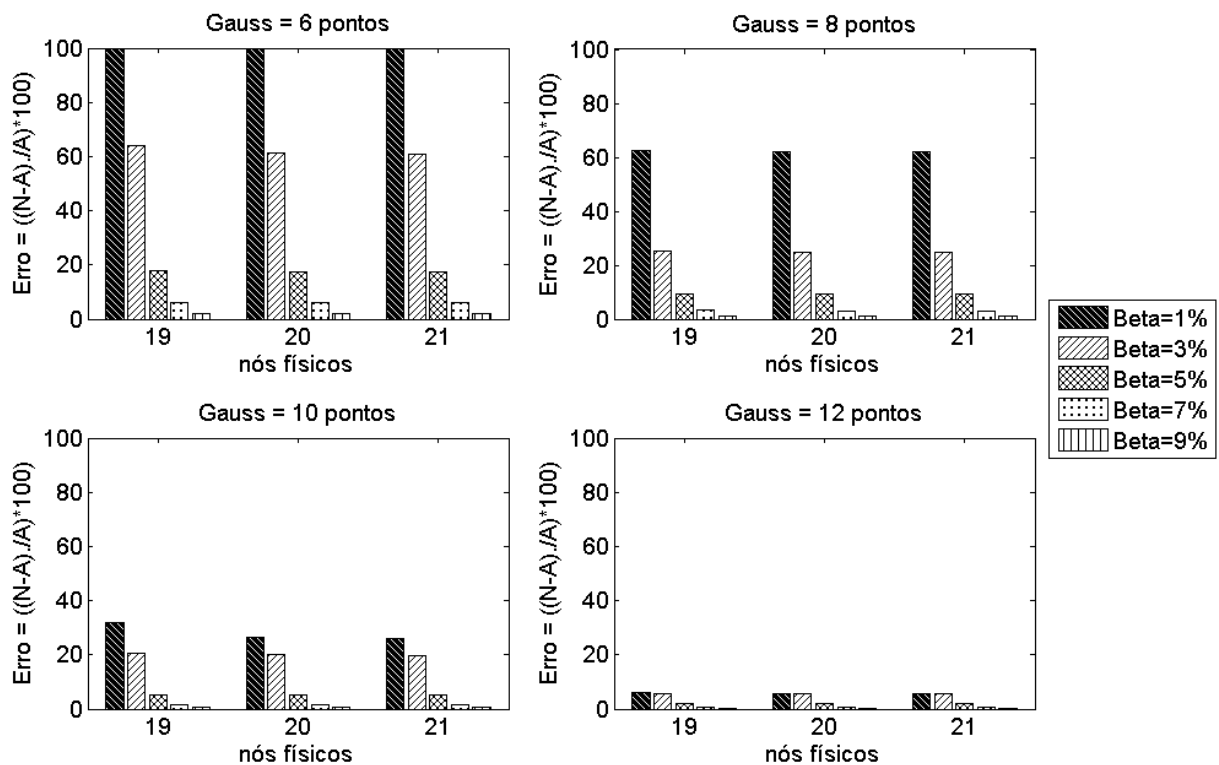 Gauss = 6 pontos
Erro = ((N-A)./A)*100)
100
80
60
40
20
0
19 20 21
nós físicos
Gauss = 8 pontos
Erro = ((N-A)./A)*100)
100
80
60
40
20
0
19 20 21
nós físicos
Gauss = 10 pontos
Erro = ((N-A)./A)*100)
100
80
60
40
20
0
19 20 21
nós físicos
Gauss = 12 pontos
Erro = ((N-A)./A)*100)
100
80
60
40
20
0
19 20 21
nós físicos
Beta=1%
Beta=3%
Beta=5%
Beta=7%
Beta=9%